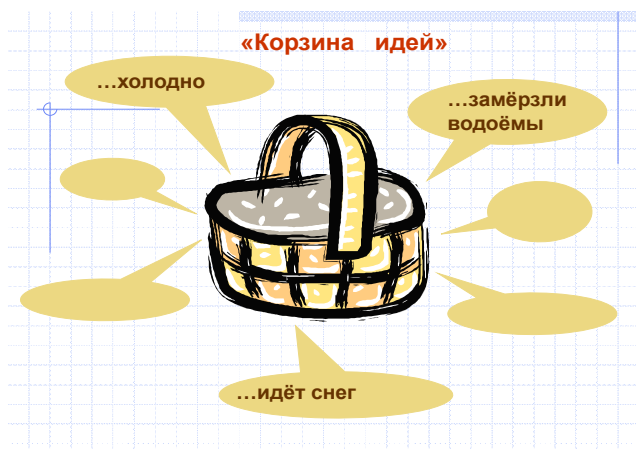 «Корзина идей»
…холодно
…замёрзли
водоёмы
…идёт снег